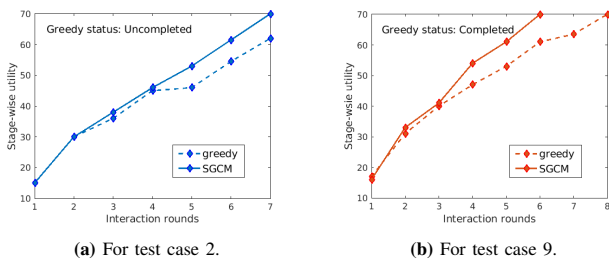 70
60
50
40
30
20
10
Stage-wise utility
Greedy status: Uncompleted
greedy
SGCM
1 2 3 4 5 6 7
Interaction rounds
(a) For test case 2.
70
60
50
40
30
20
10
Stage-wsie utility
Greedy status: Completed
greedy
SGCM
1 2 3 4 5 6 7 8
Interaction rounds
(b) For test case 9.